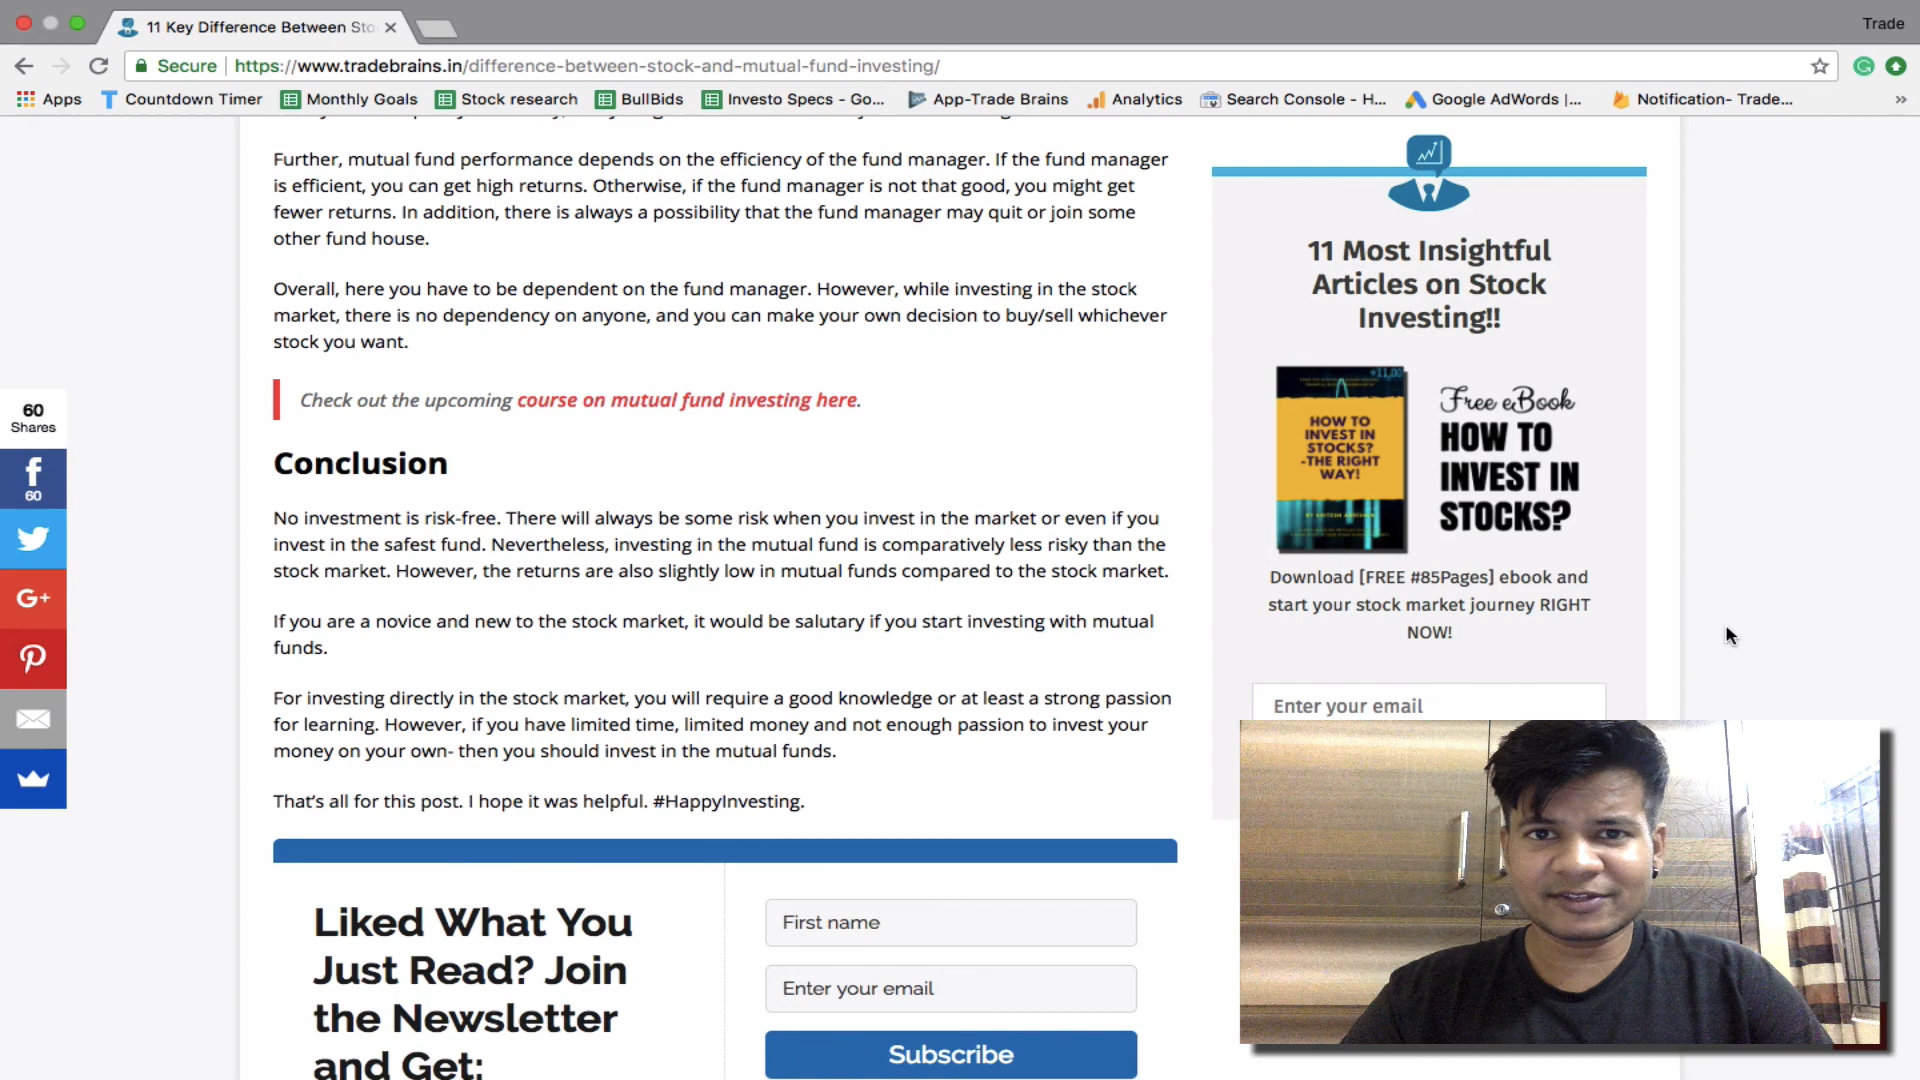 11 Key Difference Between Sto
Trade
Secure | https://www.tradebrains.in/difference-between-stock-and-mutual-fund-investing/
Apps Countdown Timer Monthly Goals Stock research BullBids Investo Specs - Go... App-Trade Brains Analytics Search Console - H... Google AdWords |... Notification- Trade... »
Further, mutual fund performance depends on the efficiency of the fund manager. If the fund manager
is efficient, you can get high returns. Otherwise, if the fund manager is not that good, you might get
fewer returns. In addition, there is always a possibility that the fund manager may quit or join some
other fund house.
Overall, here you have to be dependent on the fund manager. However, while investing in the stock
market, there is no dependency on anyone, and you can make your own decision to buy/sell whichever
stock you want.
Check out the upcoming course on mutual fund investing here.
Conclusion
No investment is risk-free. There will always be some risk when you invest in the market or even if you
invest in the safest fund. Nevertheless, investing in the mutual fund is comparatively less risky than the
stock market. However, the returns are also slightly low in mutual funds compared to the stock market.
If you are a novice and new to the stock market, it would be salutary if you start investing with mutual
funds.
For investing directly in the stock market, you will require a good knowledge or at least a strong passion
for learning. However, if you have limited time, limited money and not enough passion to invest your
money on your own- then you should invest in the mutual funds.
That's all for this post. I hope it was helpful. #HappyInvesting.
60
Shares
f
60
G+
Liked What You
Just Read? Join
the Newsletter
and Get:
First name
Enter your email
Subscribe
11 Most Insightful
Articles on Stock
Investing!!
HOW TO
INVEST IN
STOCKS?
-THE RIGHT
WAY!
Free eBook
HOW TO
INVEST IN
STOCKS?
Download [FREE #85Pages] ebook and
start your stock market journey RIGHT
NOW!
Enter your email